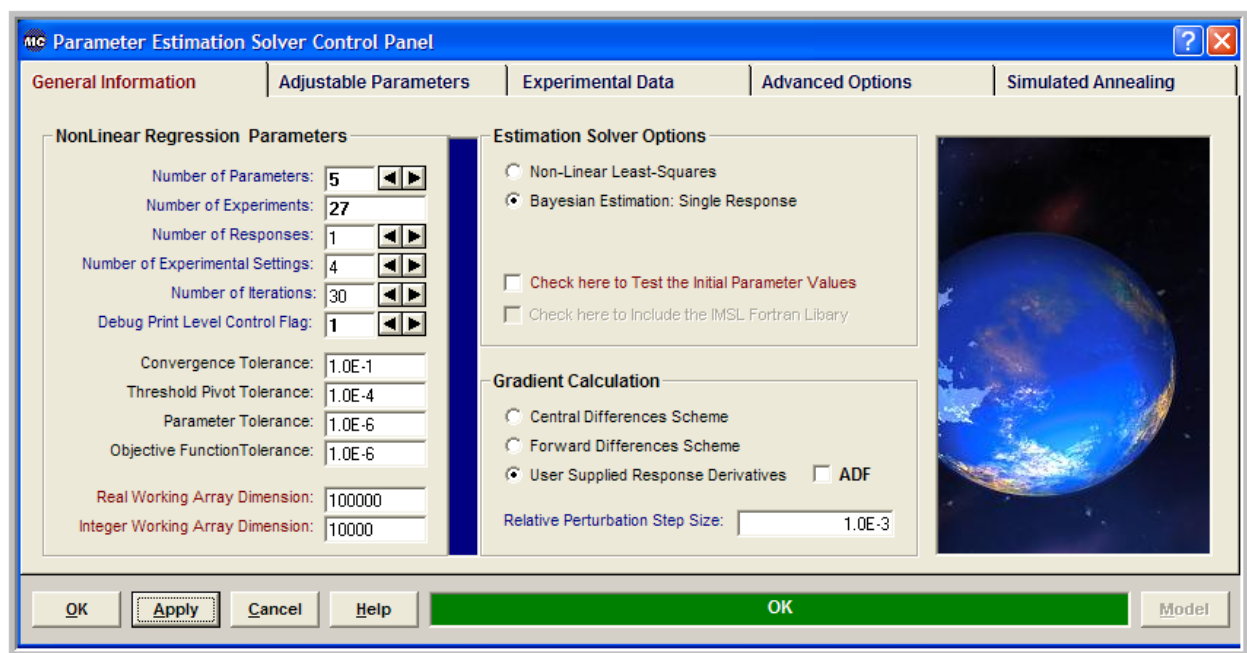 MC Parameter Estimation Solver Control Panel ?
General Information Adjustable Parameters Experimental Data Advanced Options Simulated Annealing
NonLinear Regression Parameters
Number of Parameters: 5
Number of Experiments: 27
Number of Responses: 1
Number of Experimental Settings: 4
Number of Iterations: 30
Debug Print Level Control Flag: 1
Convergence Tolerance: 1.0E-1
Threshold Pivot Tolerance: 1.0E-4
Parameter Tolerance: 1.0E-6
Objective FunctionTolerance: 1.0E-6
Real Working Array Dimension: 100000
Integer Working Array Dimension: 10000
Estimation Solver Options
Non-Linear Least-Squares
Bayesian Estimation: Single Response
Check here to Test the Initial Parameter Values
Check here to Include the IMSL Fortran Libary
Gradient Calculation
Central Differences Scheme
Forward Differences Scheme
User Supplied Response Derivatives ADF
Relative Perturbation Step Size: 1.0E-3
OK Apply Cancel Help OK Model